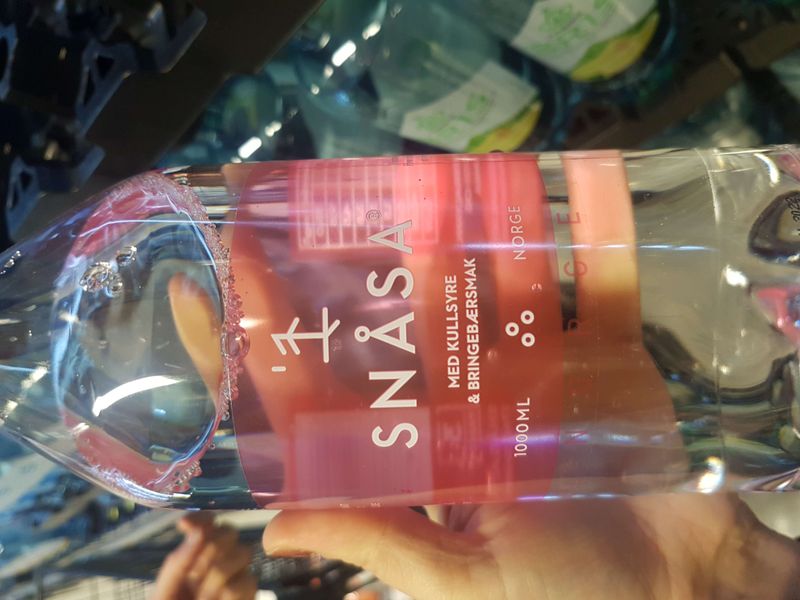 SNÅSA®
MED KULLSYRE
& BRINGEBÆRSMAK
1000 ML
NORGE